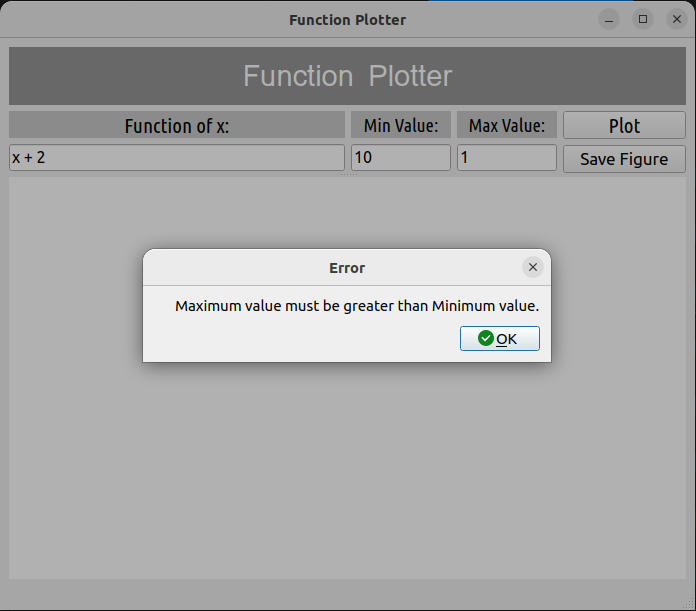 Function Plotter
Function Plotter
Function of x: Min Value: Max Value: Plot
x + 2 10 1 Save Figure
Error
Maximum value must be greater than Minimum value.
OK